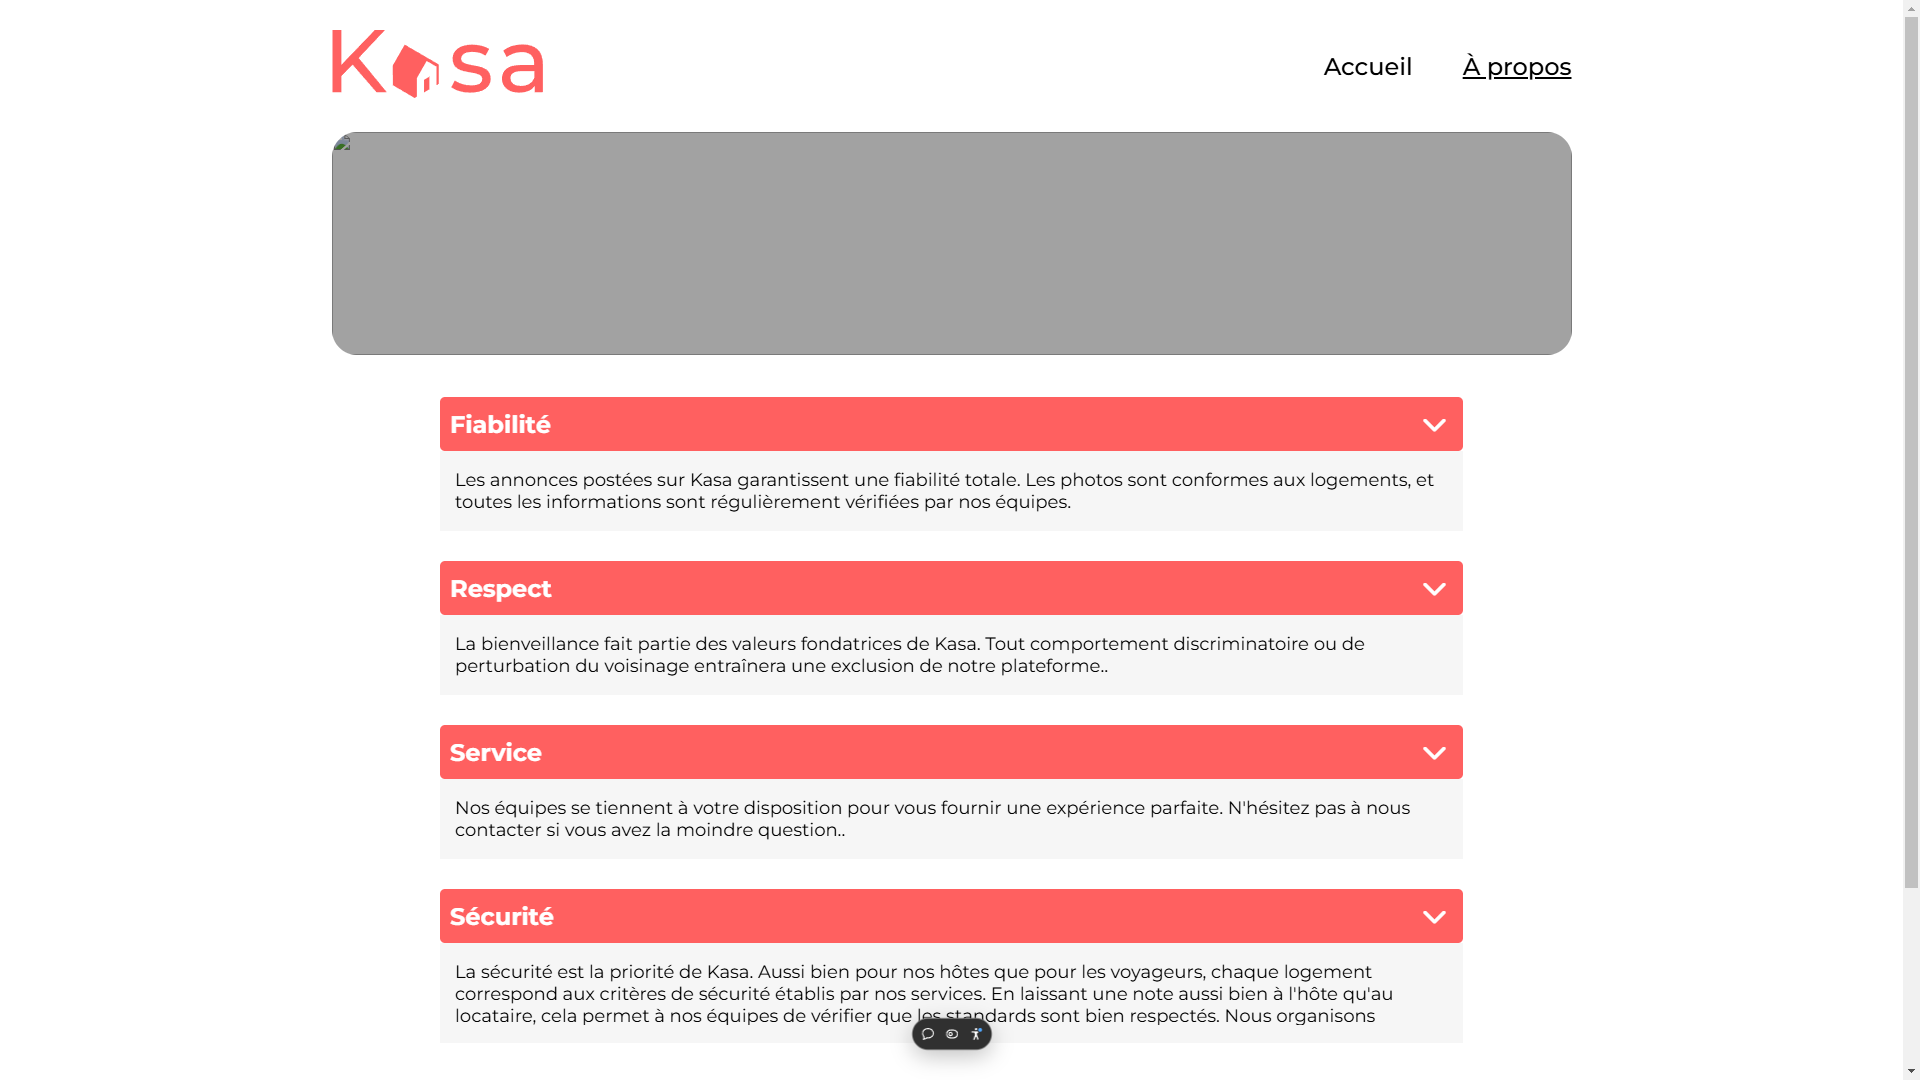 Kasa
Accueil
À propos
Fiabilité
Les annonces postées sur Kasa garantissent une fiabilité totale. Les photos sont conformes aux logements, et
toutes les informations sont régulièrement vérifiées par nos équipes.
Respect
La bienveillance fait partie des valeurs fondatrices de Kasa. Tout comportement discriminatoire ou de
perturbation du voisinage entraînera une exclusion de notre plateforme..
Service
Nos équipes se tiennent à votre disposition pour vous fournir une expérience parfaite. N'hésitez pas à nous
contacter si vous avez la moindre question..
Sécurité
La sécurité est la priorité de Kasa. Aussi bien pour nos hôtes que pour les voyageurs, chaque logement
correspond aux critères de sécurité établis par nos services. En laissant une note aussi bien à l'hôte qu'au
locataire, cela permet à nos équipes de vérifier que les standards sont bien respectés. Nous organisons